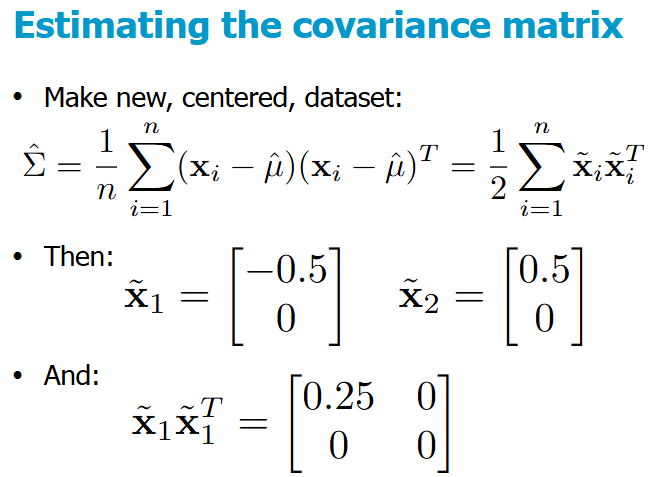 Estimating the covariance matrix
• Make new, centered, dataset:
$\hat{\Sigma} = \frac{1}{n} \sum_{i=1}^{n} (\mathbf{x}_i - \hat{\mu})(\mathbf{x}_i - \hat{\mu})^T = \frac{1}{2} \sum_{i=1}^{n} \tilde{\mathbf{x}}_i \tilde{\mathbf{x}}_i^T$
• Then:
$\tilde{\mathbf{x}}_1 = \begin{bmatrix} -0.5 \\ 0 \end{bmatrix} \quad \tilde{\mathbf{x}}_2 = \begin{bmatrix} 0.5 \\ 0 \end{bmatrix}$
• And:
$\tilde{\mathbf{x}}_1 \tilde{\mathbf{x}}_1^T = \begin{bmatrix} 0.25 & 0 \\ 0 & 0 \end{bmatrix}$